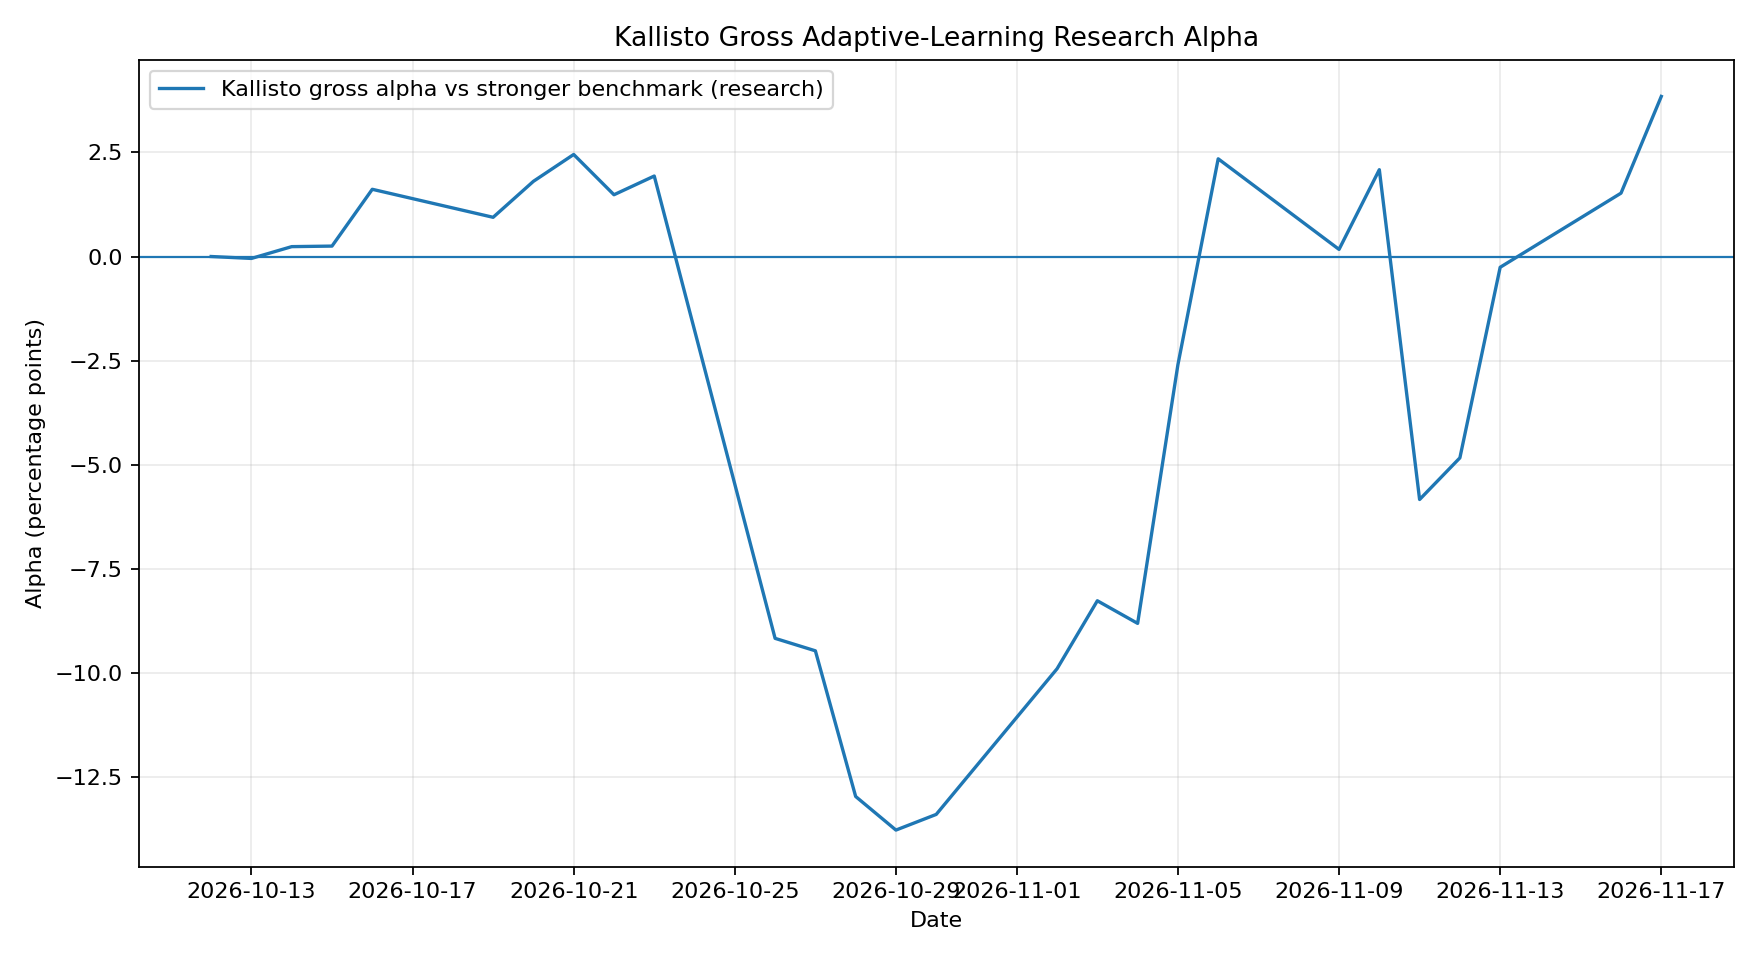 Kallisto Gross Adaptive-Learning Research Alpha
Kallisto gross alpha vs stronger benchmark (research)
2.5
0.0
−2.5
−5.0
−7.5
−10.0
−12.5
Alpha (percentage points)
2026-10-13 2026-10-17 2026-10-21 2026-10-25 2026-10-29 2026-11-01 2026-11-05 2026-11-09 2026-11-13 2026-11-17
Date